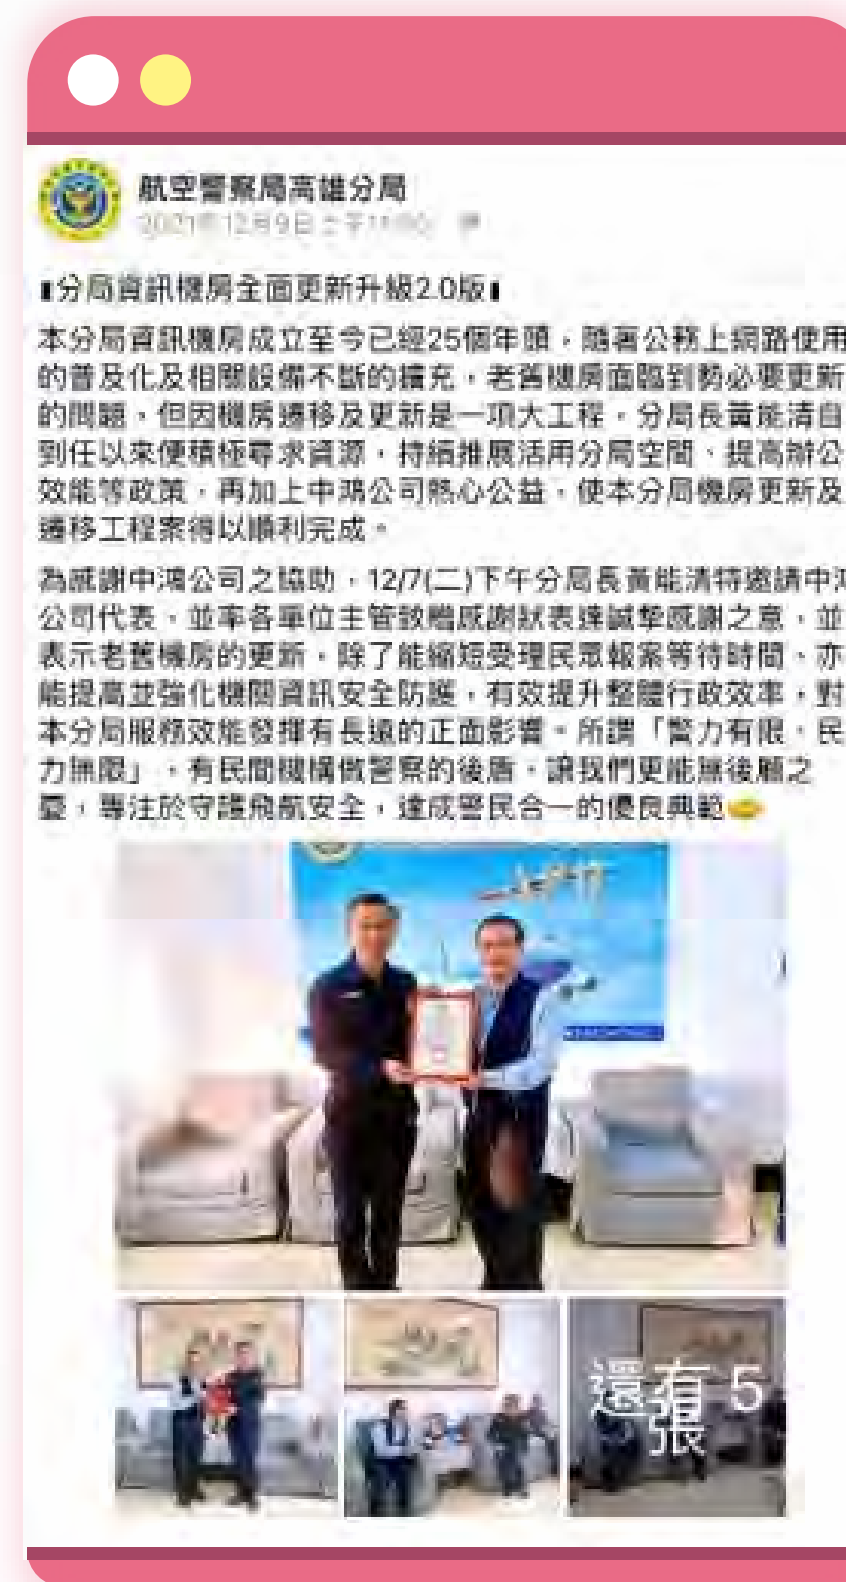 航空警察局高雄分局
2021年12月9日上午11:00
▮分局資訊機房全面更新升級2.0版▮
本分局資訊機房成立至今已經25個年頭，隨著公務上網路使用
的普及化及相關設備不斷的擴充，老舊機房面臨到勢必要更新
的問題，但因機房遷移及更新是一項大工程，分局長黃能清自
到任以來便積極尋求資源，持續推展活用分局空間、提高辦公
效能等政策，再加上中鴻公司熱心公益，使本分局機房更新及
遷移工程案得以順利完成。
為感謝中鴻公司之協助，12/7(二)下午分局長黃能清特邀請中鴻
公司代表，並率各單位主管致贈感謝狀表達誠摯感謝之意，並
表示老舊機房的更新，除了能縮短受理民眾報案等待時間，亦
能提高並強化機關資訊安全防護，有效提升整體行政效率，對
本分局服務效能發揮有長遠的正面影響。所謂「警力有限，民
力無限」，有民間機構做警察的後盾，讓我們更能無後顧之
憂，專注於守護飛航安全，達成警民合一的優良典範
還有 5
張